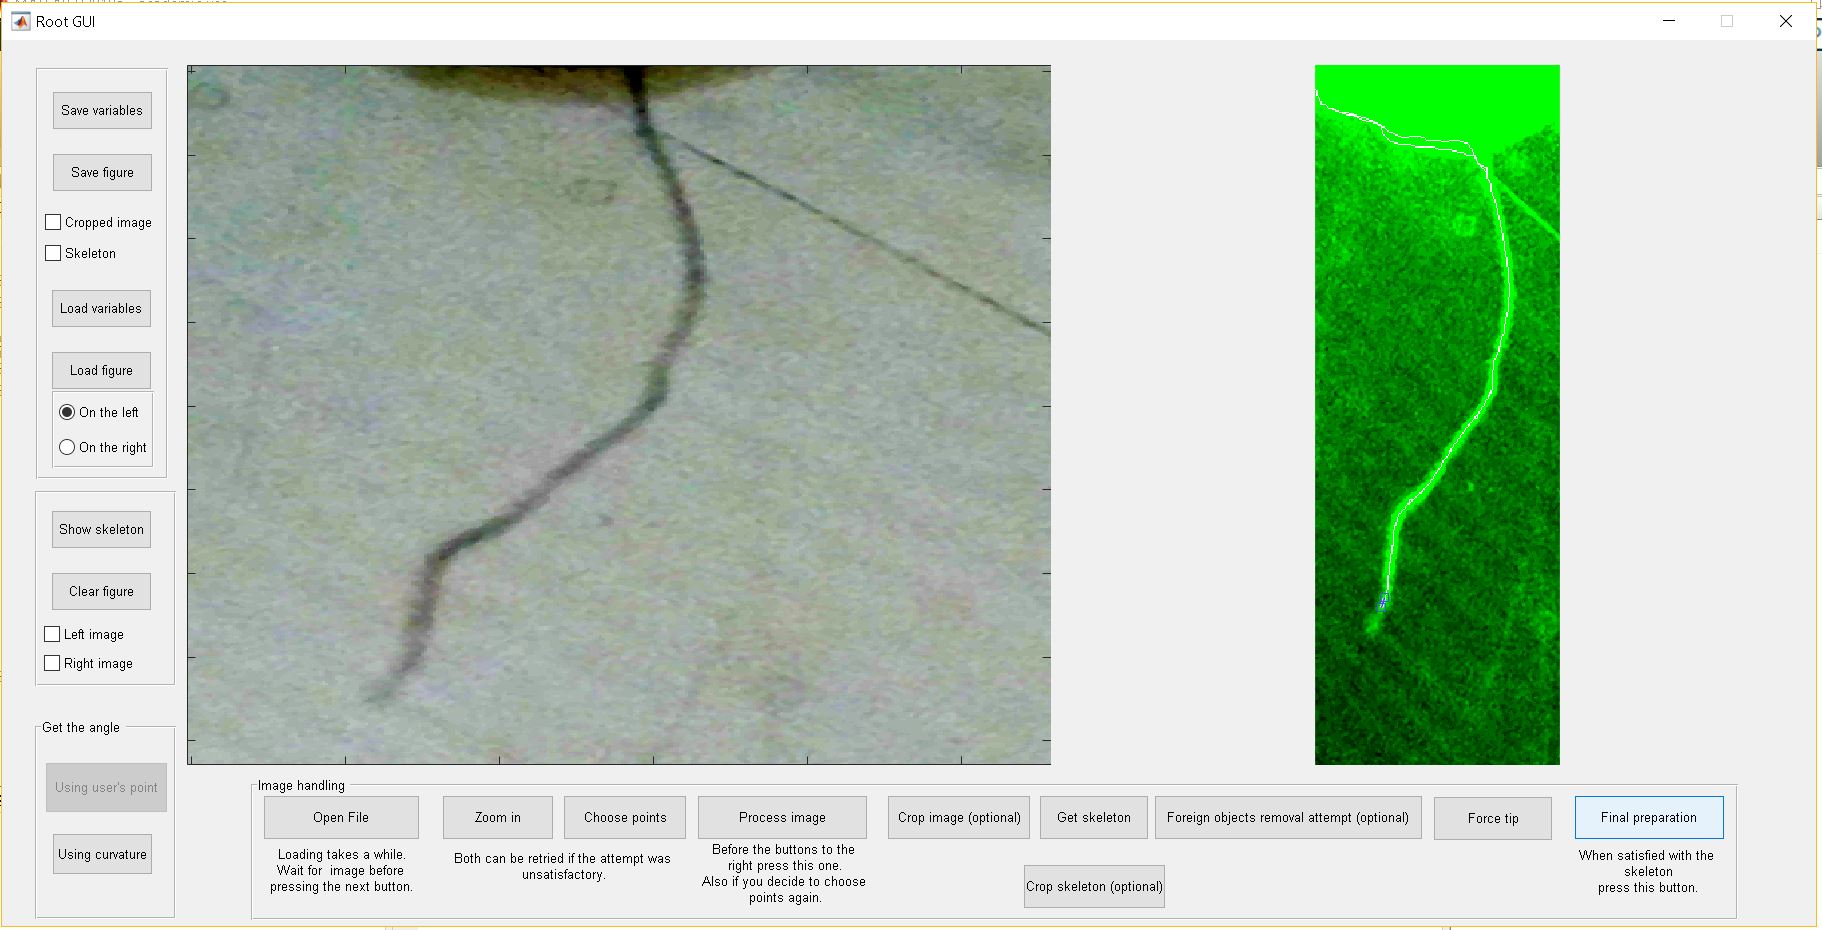 Root GUI
Save variables
Save figure
Cropped image
Skeleton
Load variables
Load figure
On the left
On the right
Show skeleton
Clear figure
Left image
Right image
Get the angle
Using user's point
Using curvature
Image handling
Open File
Zoom in
Choose points
Process image
Crop image (optional)
Get skeleton
Foreign objects removal attempt (optional)
Force tip
Final preparation
Loading takes a while.
Wait for image before
pressing the next button.
Both can be retried if the attempt was
unsatisfactory.
Before the buttons to the
right press this one.
Also if you decide to choose
points again.
Crop skeleton (optional)
When satisfied with the
skeleton
press this button.